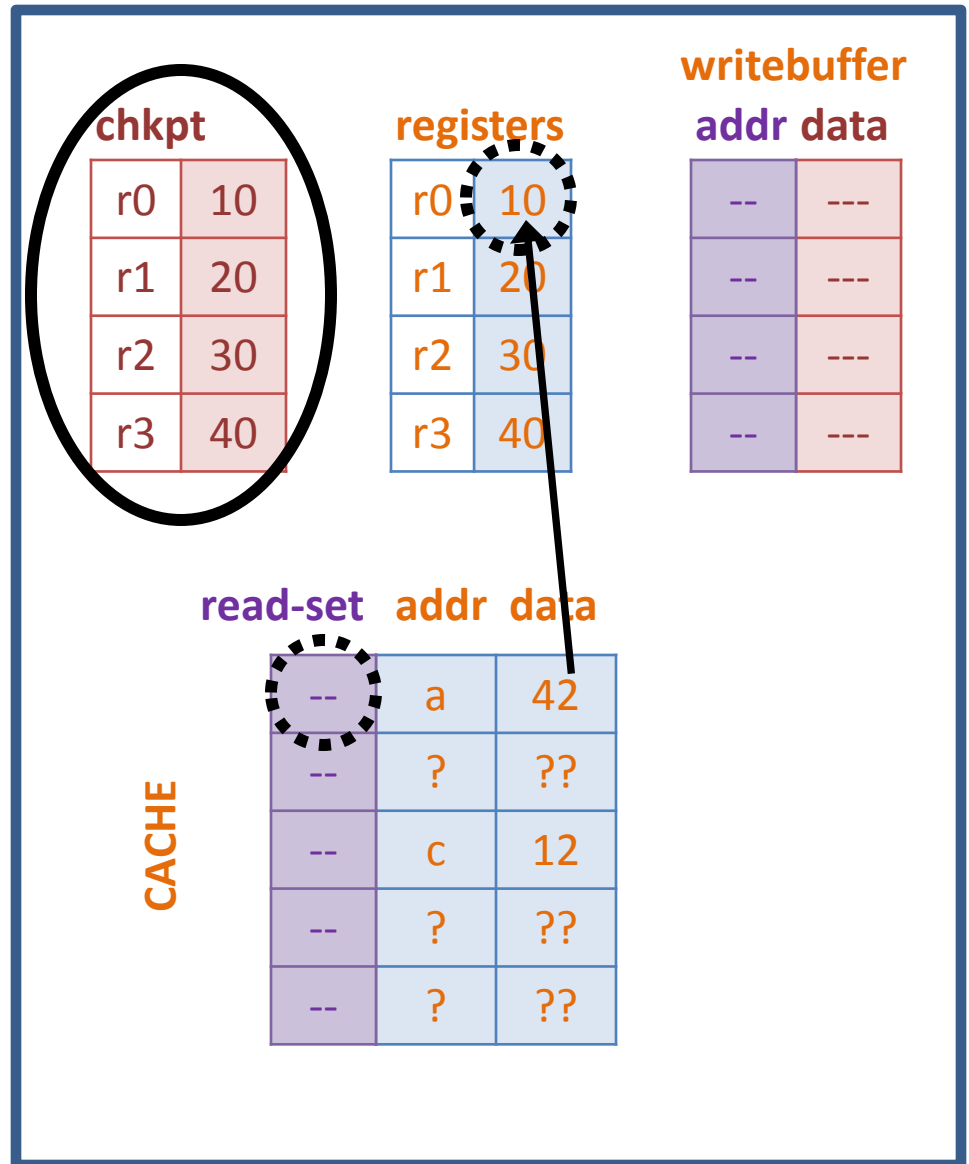 writebuffer
chkpt registers addr data
r0 10 r0 10 -- ---
r1 20 r1 20 -- ---
r2 30 r2 30 -- ---
r3 40 r3 40 -- ---
read-set addr data
-- a 42
-- ? ??
-- c 12
-- ? ??
-- ? ??
CACHE